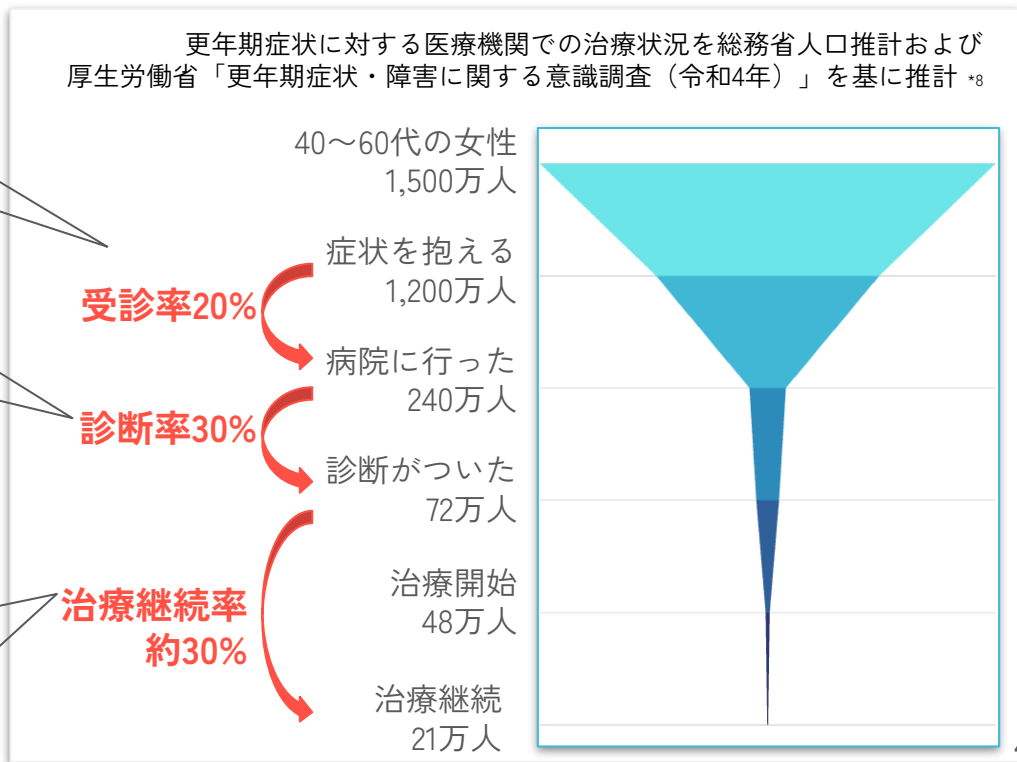 更年期症状に対する医療機関での治療状況を総務省人口推計および
厚生労働省「更年期症状・障害に関する意識調査（令和4年）」を基に推計 *8
40〜60代の女性
1,500万人
症状を抱える
1,200万人
受診率20%
病院に行った
240万人
診断率30%
診断がついた
72万人
治療開始
48万人
治療継続率
約30%
治療継続
21万人